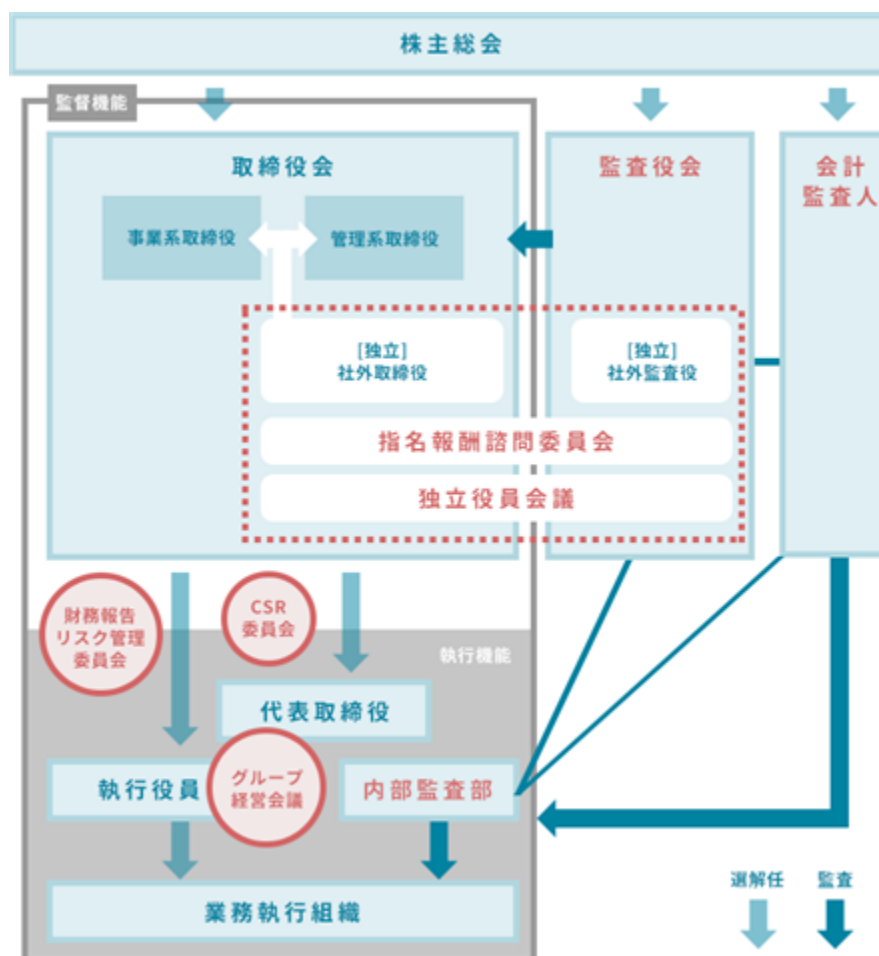 株主総会
監督機能
取締役会
監査役会
会計
監査人
事業系取締役
管理系取締役
[独立]
社外取締役
[独立]
社外監査役
指名報酬諮問委員会
独立役員会議
財務報告
リスク管理
委員会
CSR
委員会
執行機能
代表取締役
執行役員
グループ
経営会議
内部監査部
業務執行組織
選解任
監査